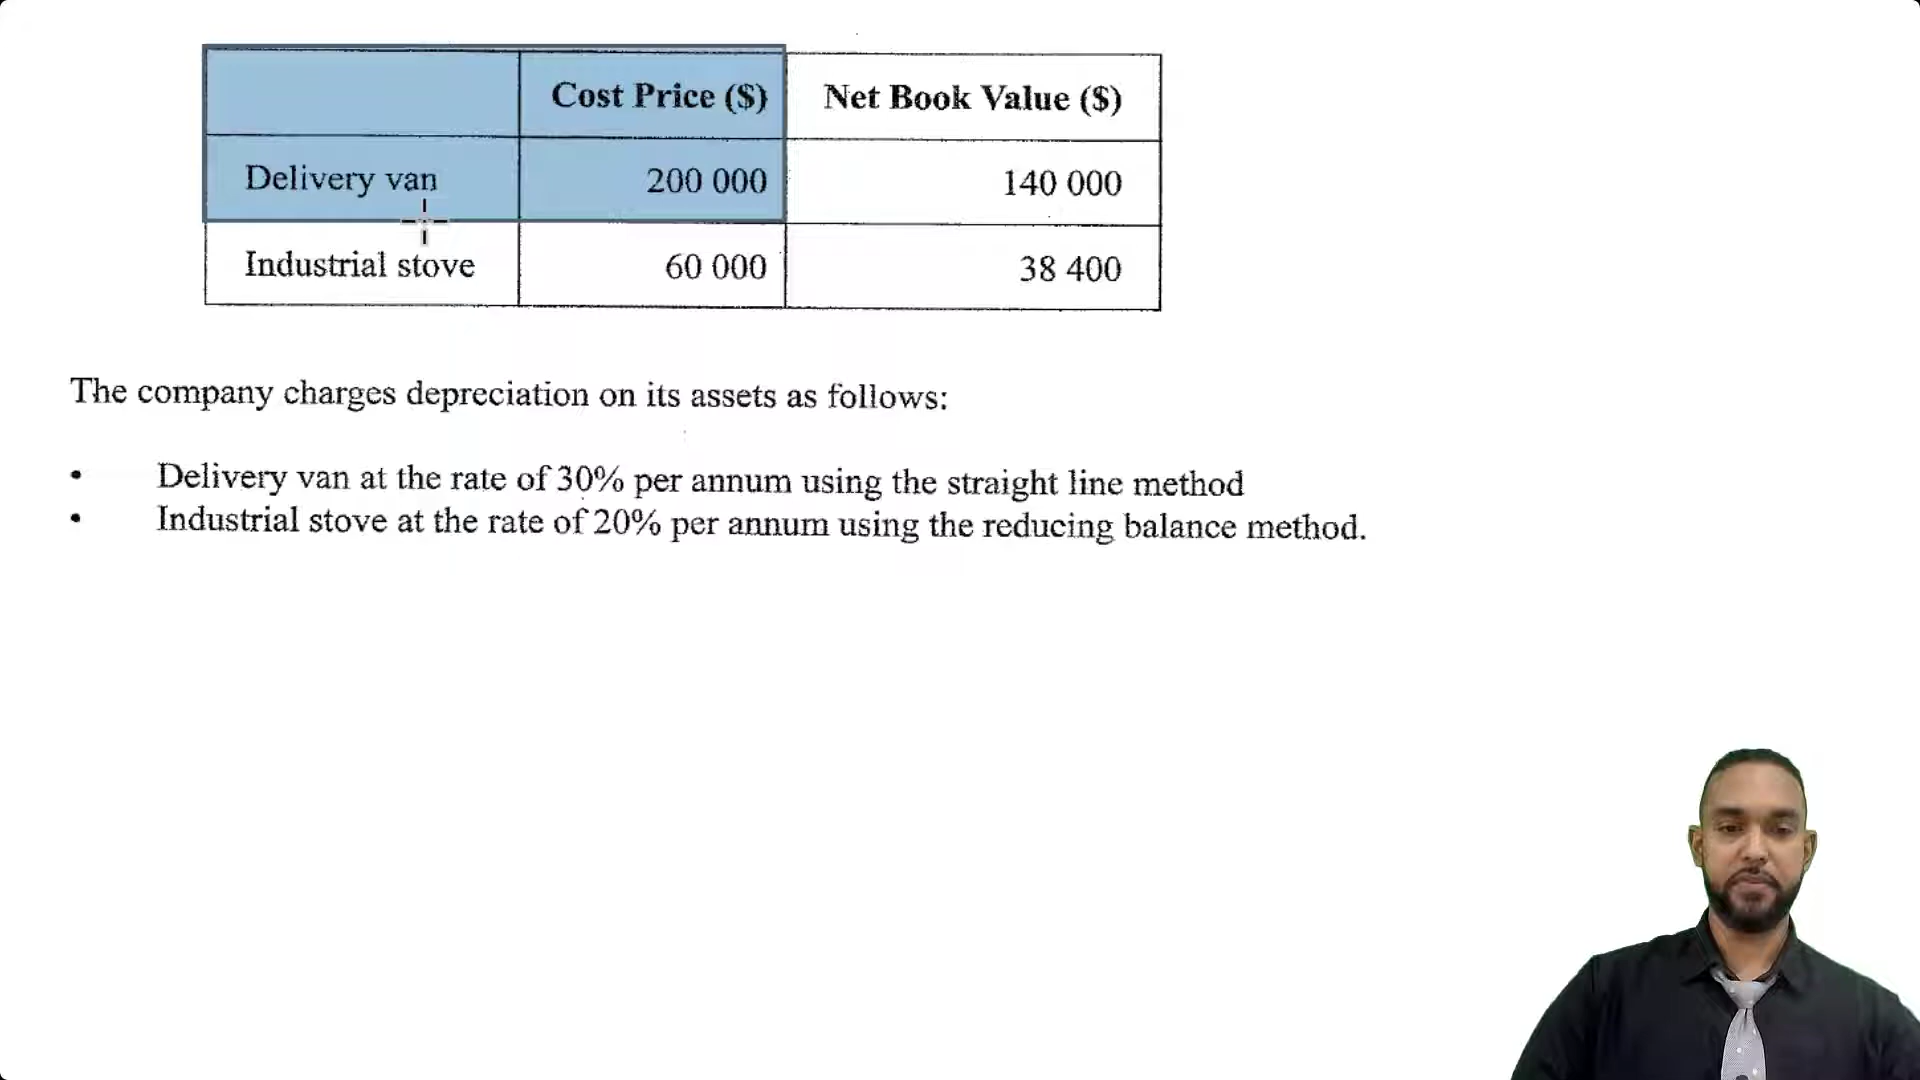 Cost Price ($) Net Book Value ($)
Delivery van 200 000 140 000
Industrial stove 60 000 38 400
The company charges depreciation on its assets as follows:
• Delivery van at the rate of 30% per annum using the straight line method
• Industrial stove at the rate of 20% per annum using the reducing balance method.